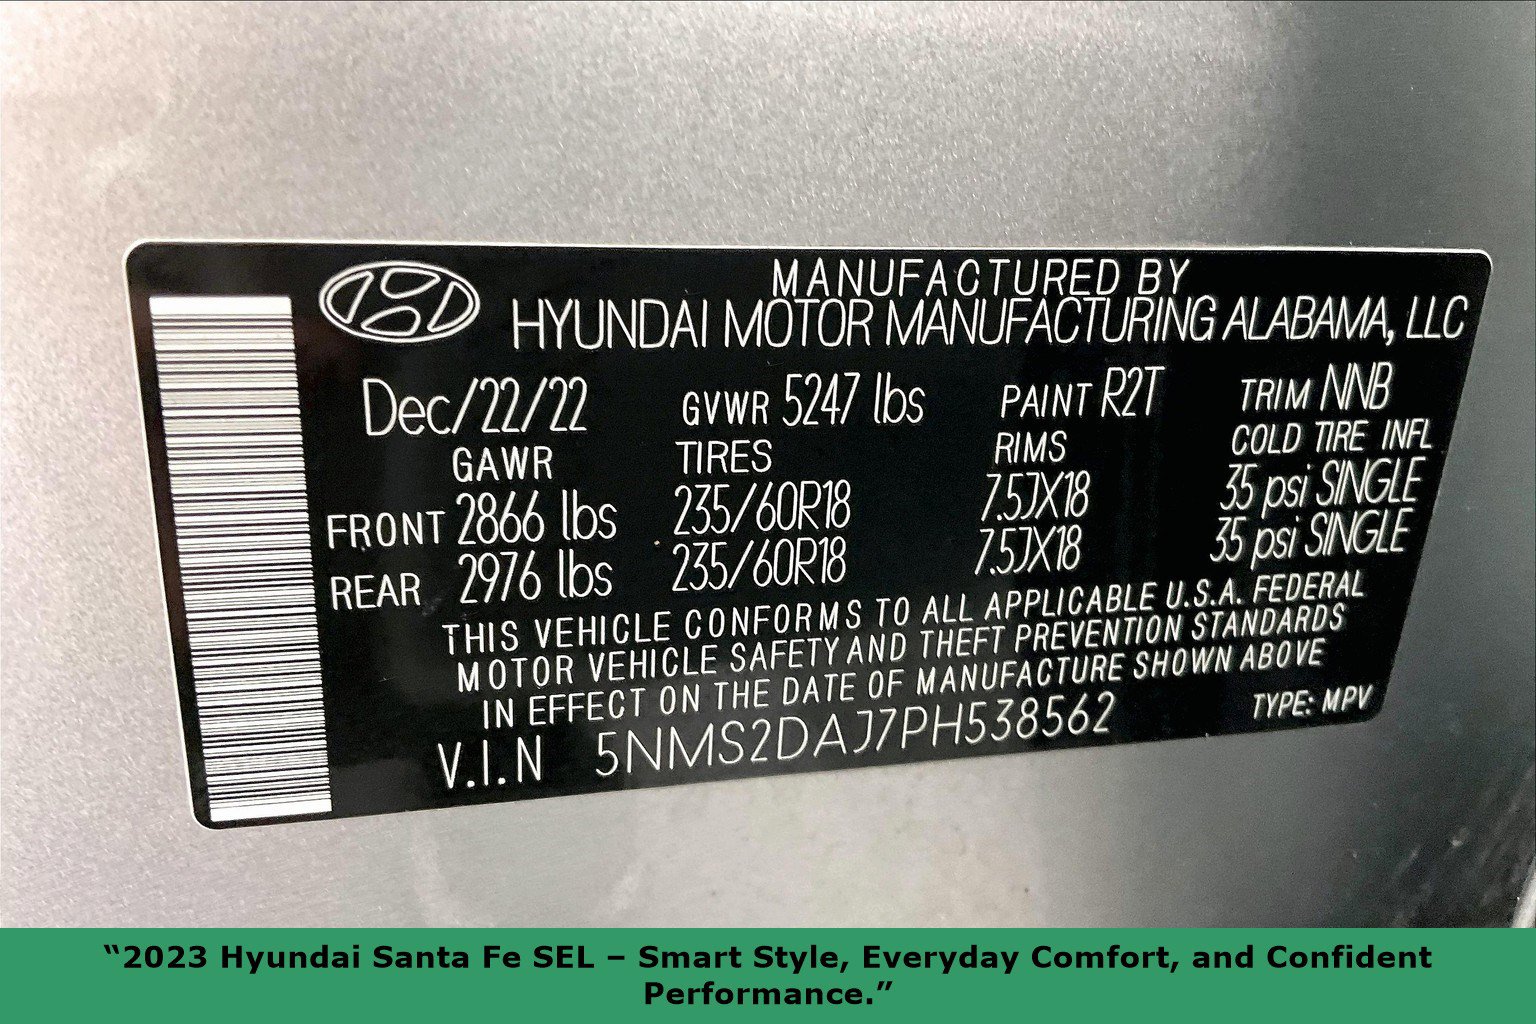 MANUFACTURED BY
HYUNDAI MOTOR MANUFACTURING ALABAMA, LLC
Dec/22/22 GVWR 5247 lbs PAINT R2T TRIM NNB
GAWR TIRES RIMS COLD TIRE INFL
FRONT 2866 lbs 235/60R18 7.5JX18 35 psi SINGLE
REAR 2976 lbs 235/60R18 7.5JX18 35 psi SINGLE
THIS VEHICLE CONFORMS TO ALL APPLICABLE U.S.A. FEDERAL
MOTOR VEHICLE SAFETY AND THEFT PREVENTION STANDARDS
IN EFFECT ON THE DATE OF MANUFACTURE SHOWN ABOVE
V.I.N 5NMS2DAJ7PH538562 TYPE: MPV
“2023 Hyundai Santa Fe SEL – Smart Style, Everyday Comfort, and Confident
Performance.”